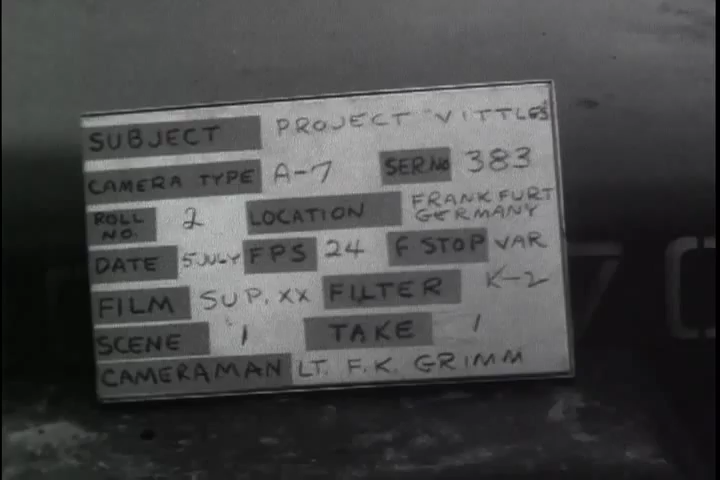 SUBJECT PROJECT "VITTLES"
CAMERA TYPE A-7 SER.No 383
ROLL NO. 2 LOCATION FRANKFURT GERMANY
DATE 5 JULY FPS 24 F STOP VAR
FILM SUP. XX FILTER K-2
SCENE 1 TAKE 1
CAMERAMAN LT. F.K. GRIMM